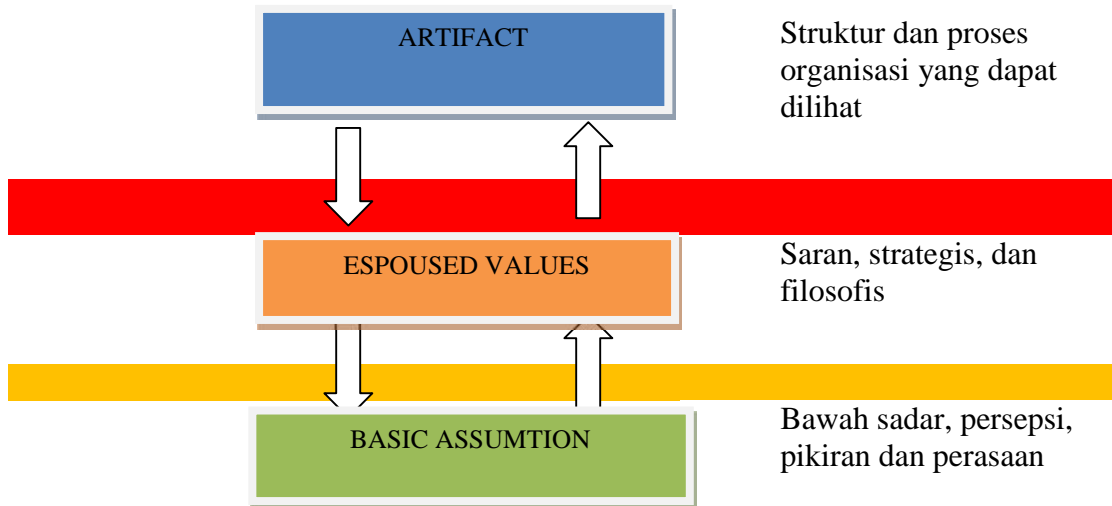 ARTIFACT
Struktur dan proses
organisasi yang dapat
dilihat
ESPOUSED VALUES
Saran, strategis, dan
filosofis
BASIC ASSUMTION
Bawah sadar, persepsi,
pikiran dan perasaan